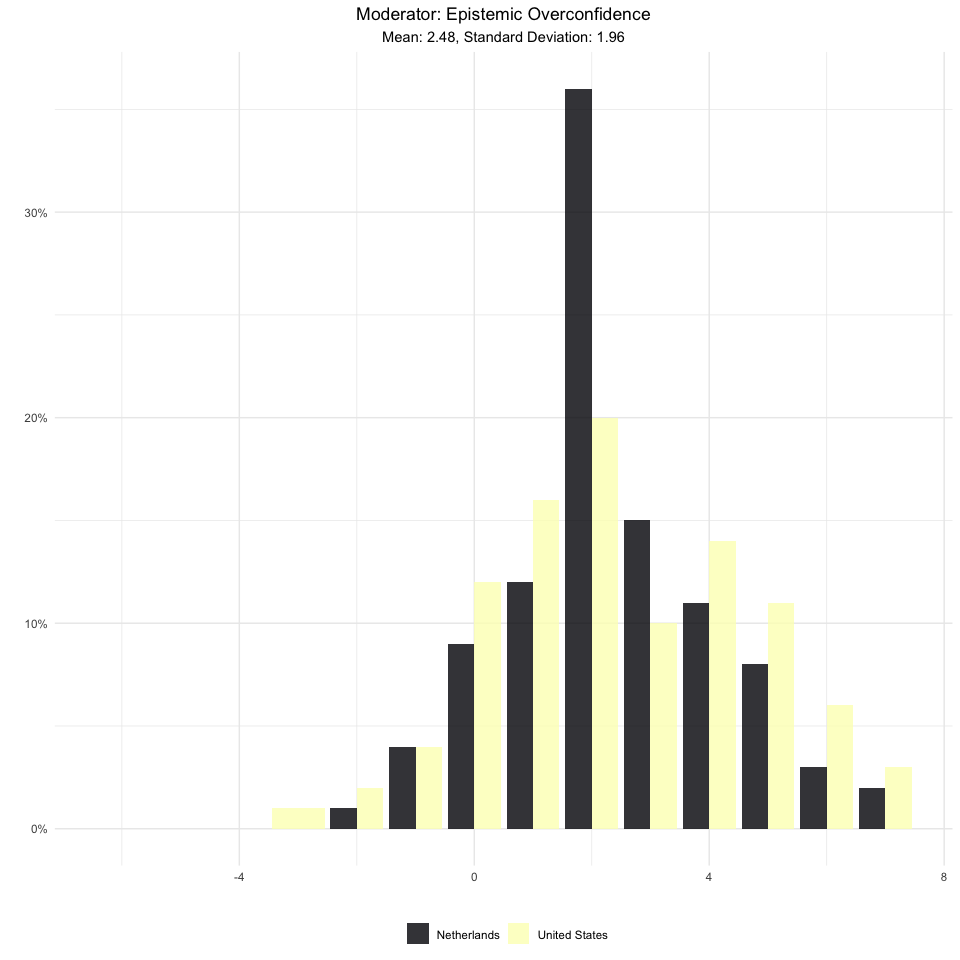 Moderator: Epistemic Overconfidence
Mean: 2.48, Standard Deviation: 1.96
30%
20%
10%
0%
-4 0 4 8
Netherlands United States